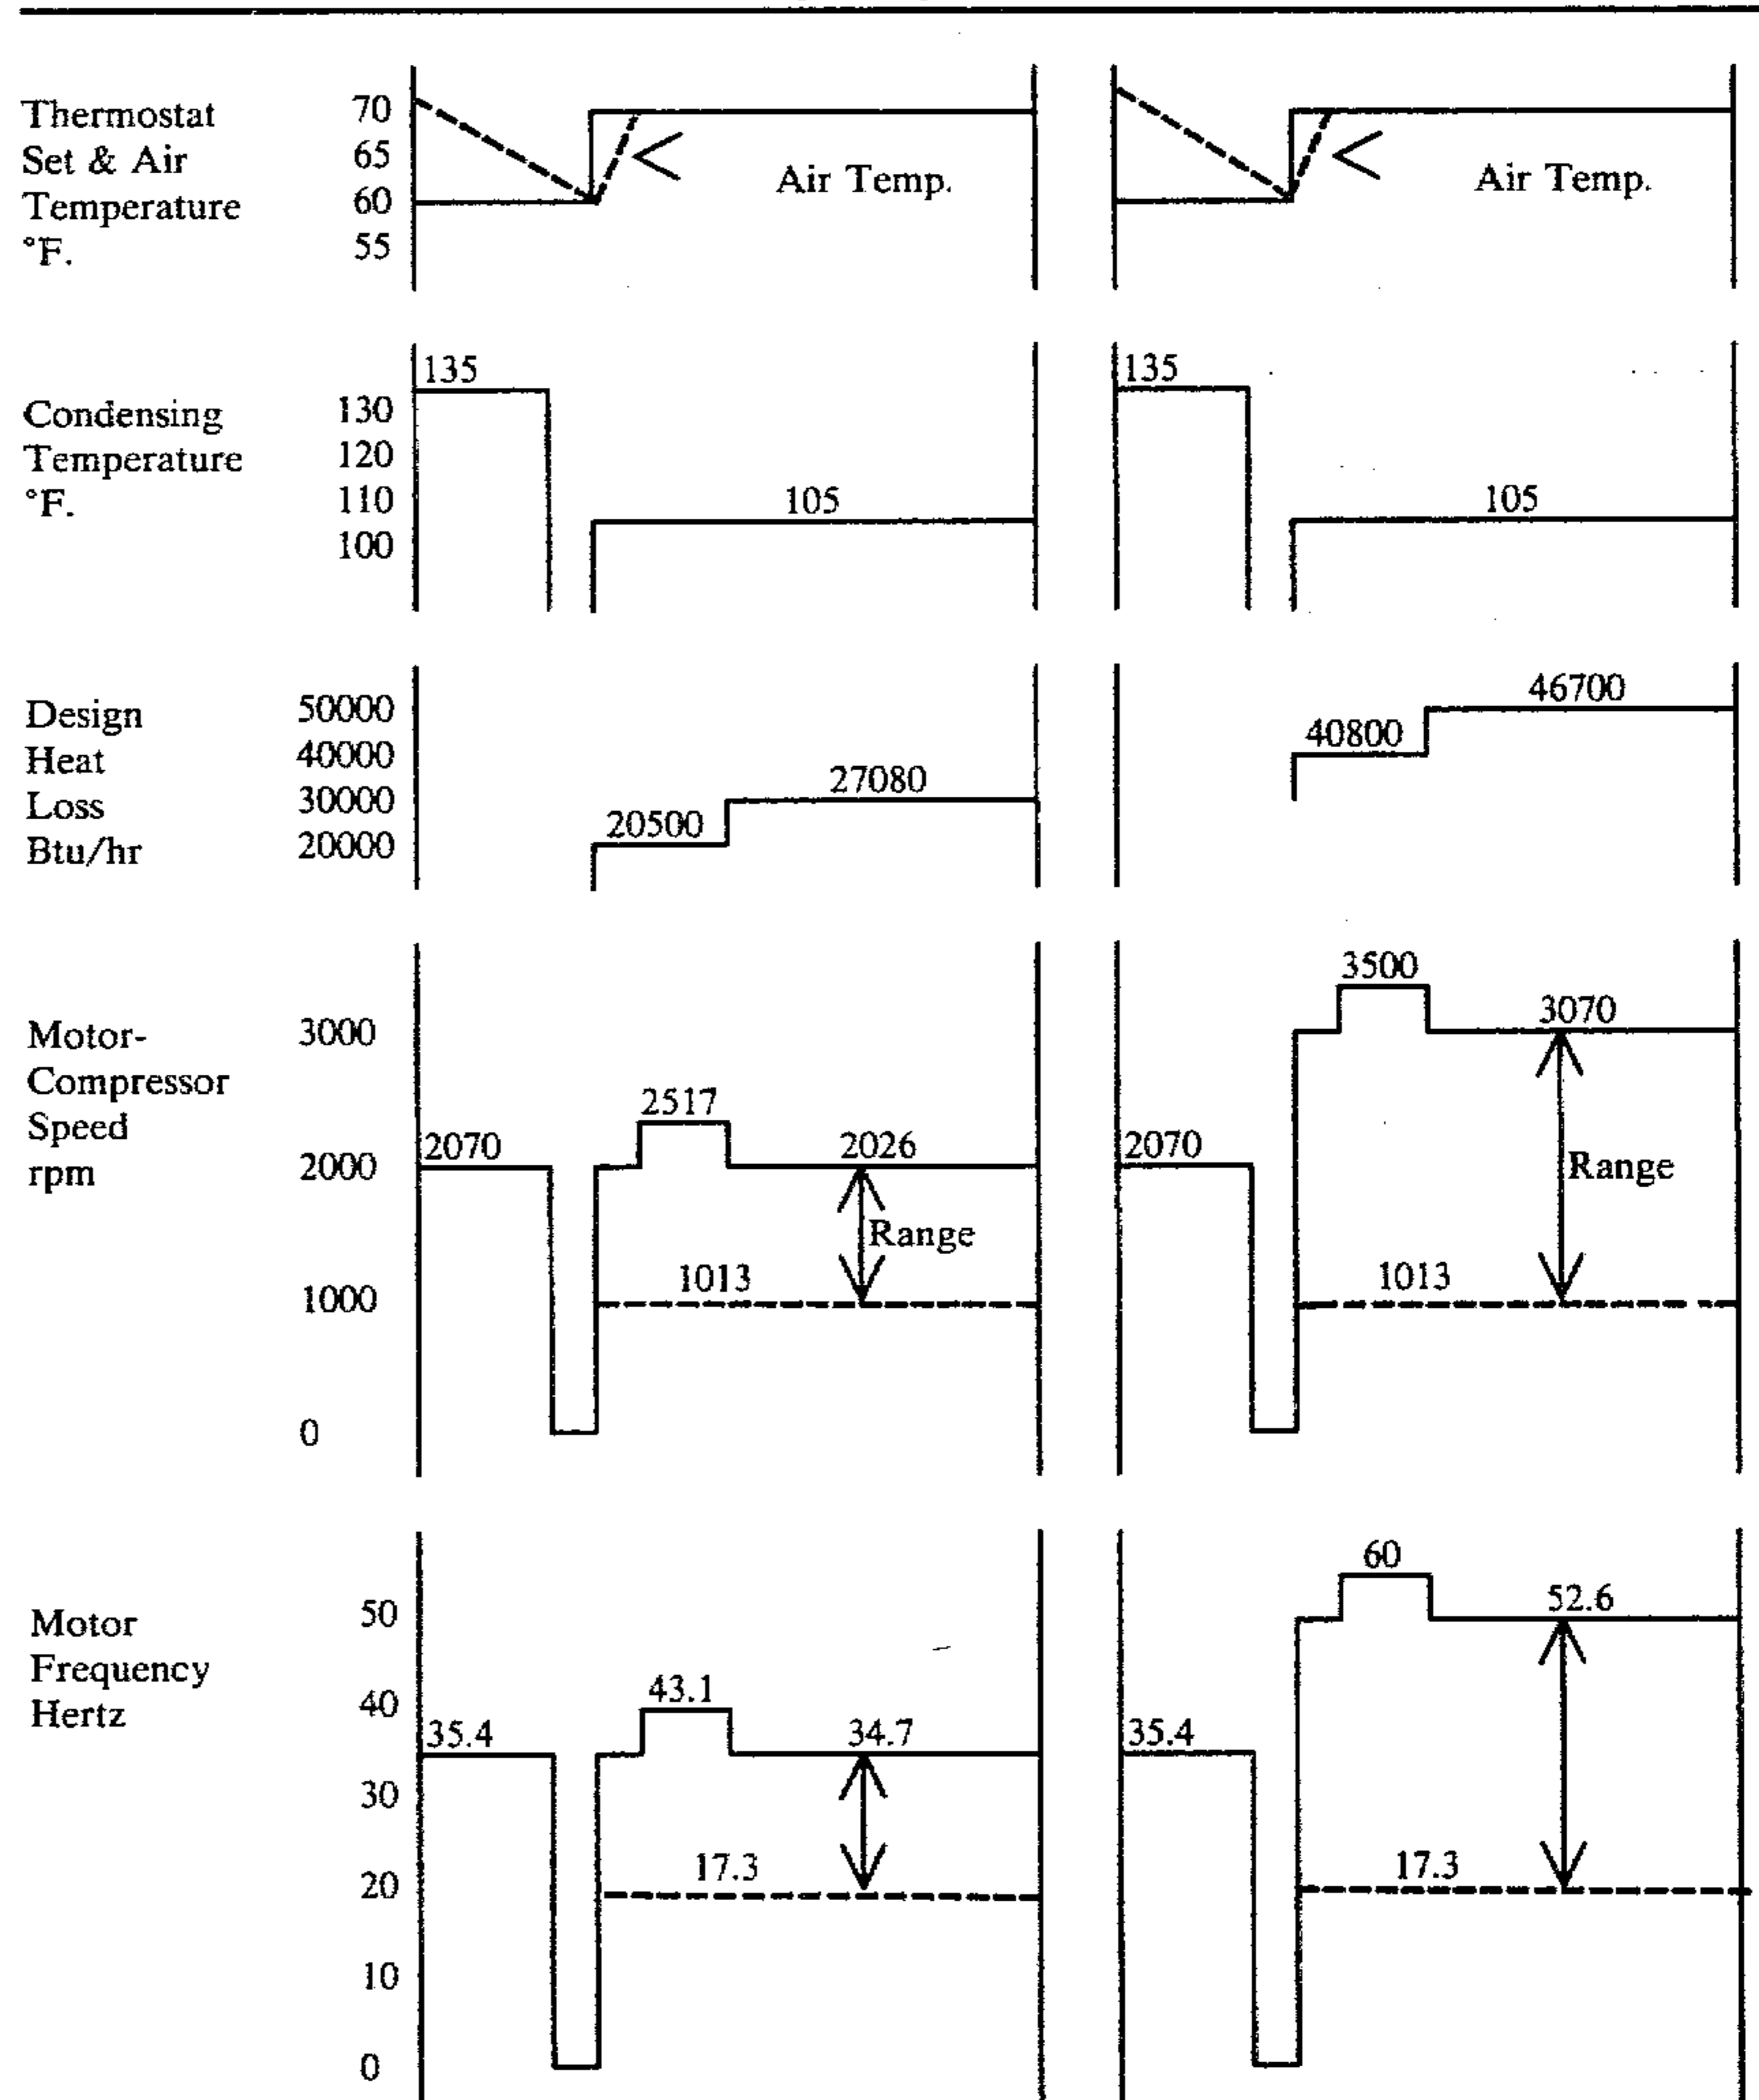 Thermostat
Set & Air
Temperature
°F.
70
65
60
55
Air Temp.
Air Temp.
Condensing
Temperature
°F.
130
120
110
100
135
105
135
105
Design
Heat
Loss
Btu/hr
50000
40000
30000
20000
20500
27080
40800
46700
Motor-
Compressor
Speed
rpm
3000
2000
1000
0
2070
2517
2026
Range
1013
2070
3500
3070
Range
1013
Motor
Frequency
Hertz
50
40
30
20
10
0
35.4
43.1
34.7
17.3
35.4
60
52.6
17.3